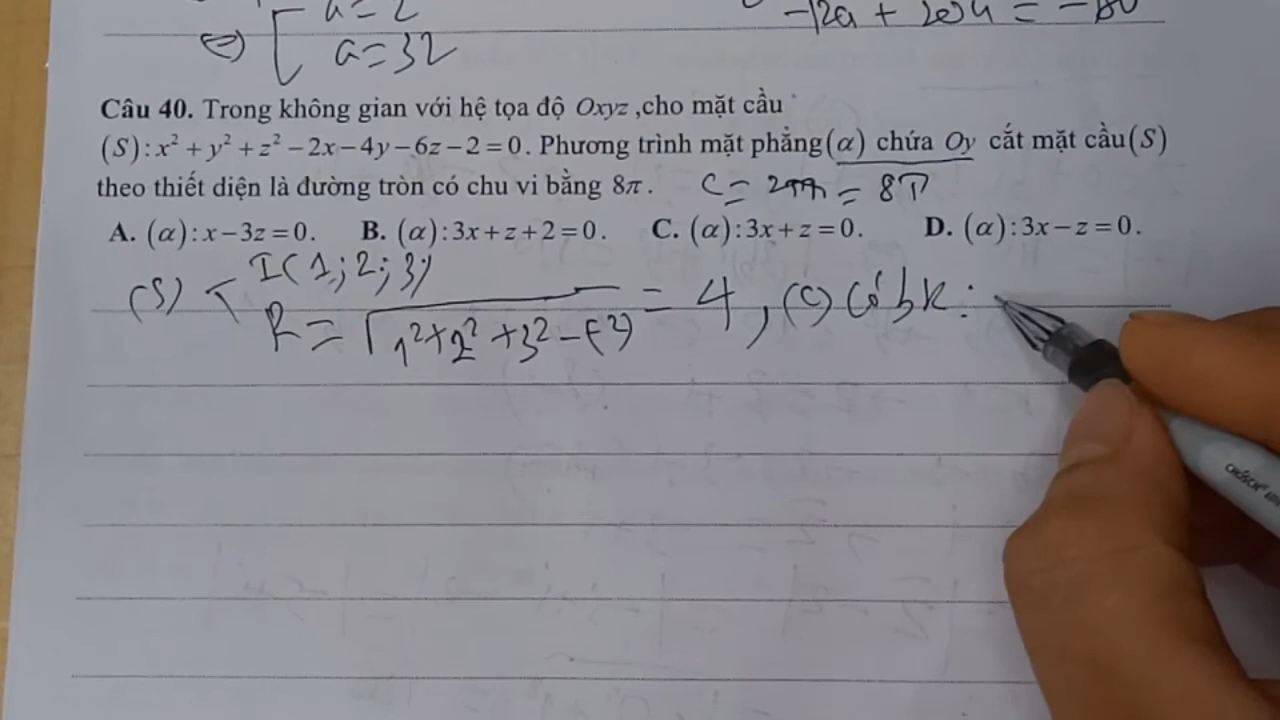 a=2
-12a + 20
⇔ [ a=32
Câu 40. Trong không gian với hệ tọa độ Oxyz ,cho mặt cầu
(S): x² + y² + z² − 2x − 4y − 6z − 2 = 0. Phương trình mặt phẳng(α) chứa Oy cắt mặt cầu(S)
theo thiết diện là đường tròn có chu vi bằng 8π. C = 2πr = 8π
A. (α): x − 3z = 0. B. (α): 3x + z + 2 = 0. C. (α): 3x + z = 0. D. (α): 3x − z = 0.
(S) I(1;2;3)
R = √1²+2²+3²-(-2) = 4, (C) có bk: